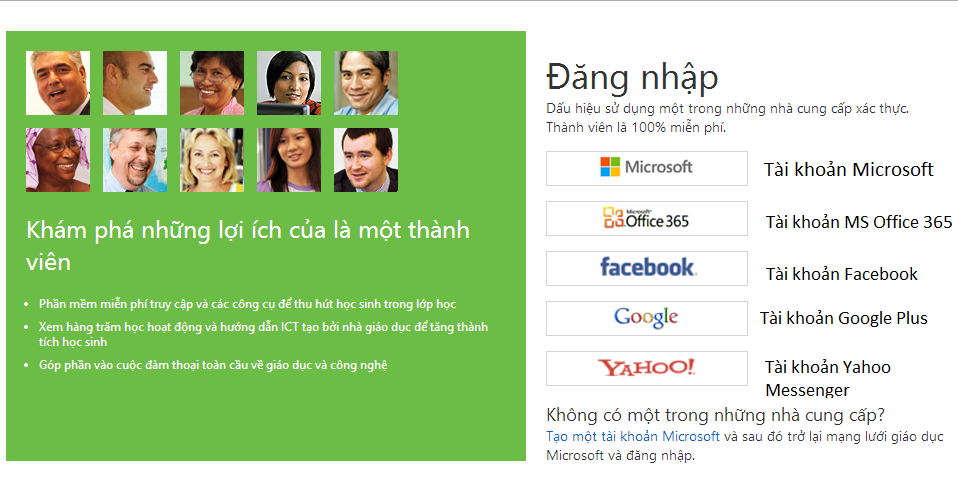 Khám phá những lợi ích của là một thành
viên
Phần mềm miễn phí truy cập và các công cụ để thu hút học sinh trong lớp học
Xem hàng trăm học hoạt động và hướng dẫn ICT tạo bởi nhà giáo dục để tăng thành
tích học sinh
Góp phần vào cuộc đàm thoại toàn cầu về giáo dục và công nghệ
Đăng nhập
Dấu hiệu sử dụng một trong những nhà cung cấp xác thực.
Thành viên là 100% miễn phí.
Microsoft Tài khoản Microsoft
Microsoft Office 365 Tài khoản MS Office 365
facebook Tài khoản Facebook
Google Tài khoản Google Plus
YAHOO! Tài khoản Yahoo
Messenger
Không có một trong những nhà cung cấp?
Tạo một tài khoản Microsoft và sau đó trở lại mạng lưới giáo dục
Microsoft và đăng nhập.